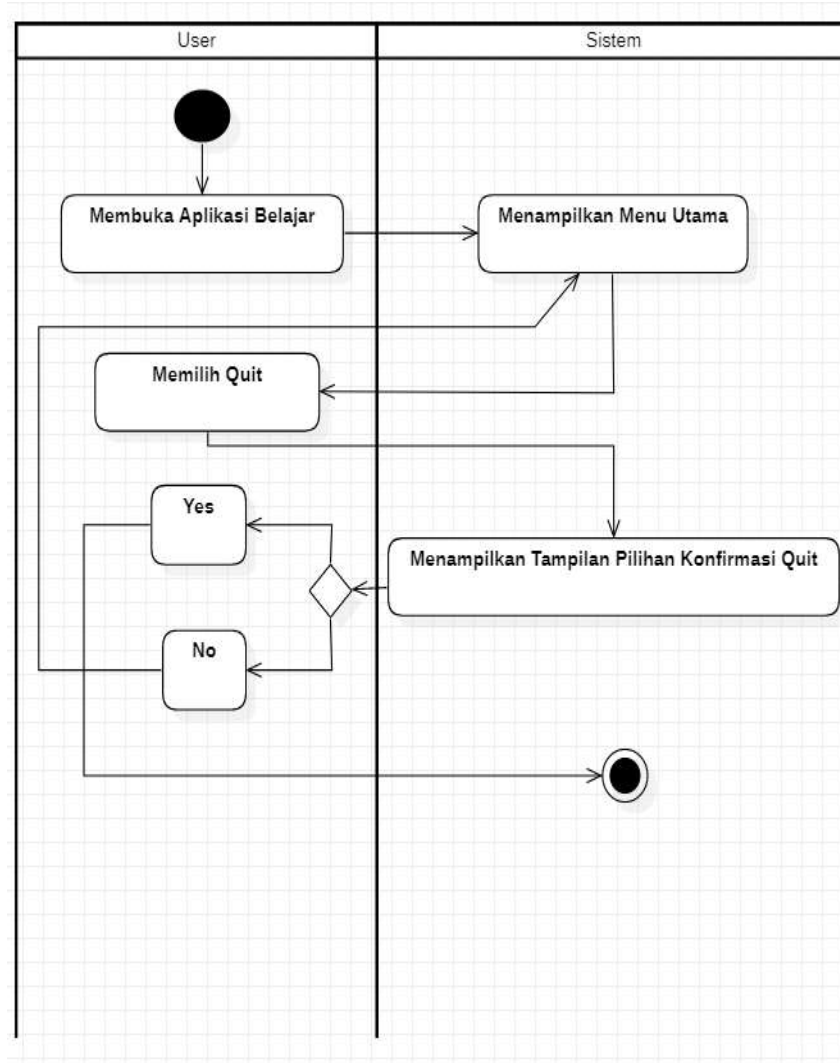 User
Sistem
Membuka Aplikasi Belajar
Menampilkan Menu Utama
Memilih Quit
Yes
Menampilkan Tampilan Pilihan Konfirmasi Quit
No